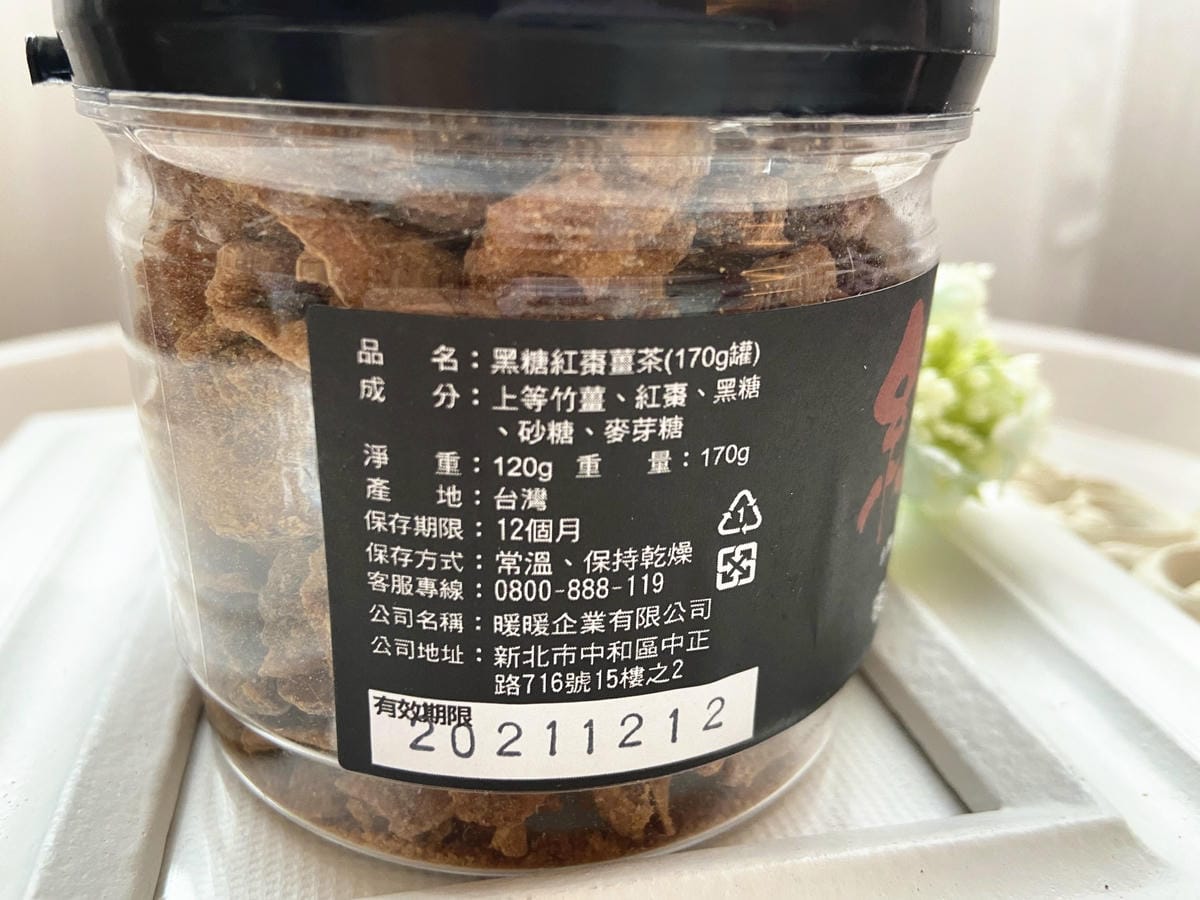 品 名：黑糖紅棗薑茶(170g罐)
成 分：上等竹薑、紅棗、黑糖
、砂糖、麥芽糖
淨 重：120g 重 量：170g
產 地：台灣
保存期限：12個月
保存方式：常溫、保持乾燥
客服專線：0800-888-119
公司名稱：暖暖企業有限公司
公司地址：新北市中和區中正
路716號15樓之2
有效期限
20211212
1